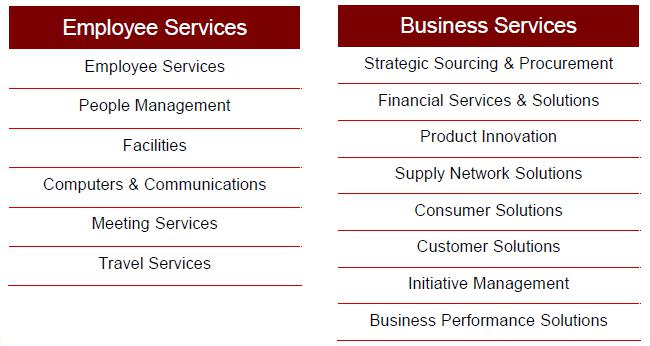 Employee Services
Employee Services
People Management
Facilities
Computers & Communications
Meeting Services
Travel Services
Business Services
Strategic Sourcing & Procurement
Financial Services & Solutions
Product Innovation
Supply Network Solutions
Consumer Solutions
Customer Solutions
Initiative Management
Business Performance Solutions